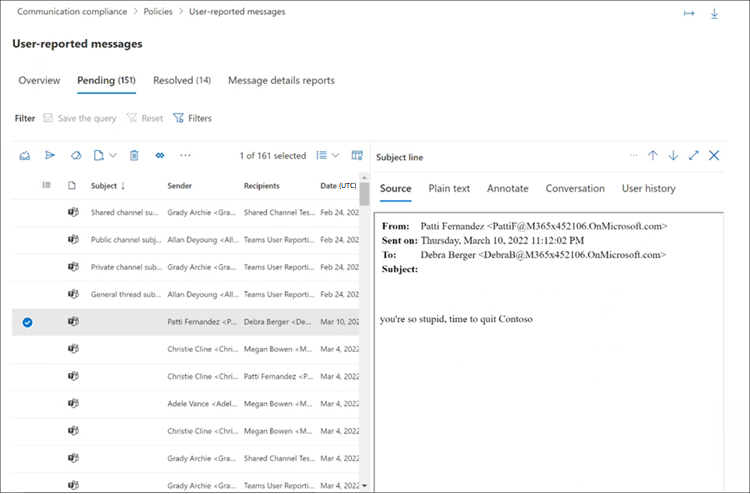 Communication compliance > Policies > User-reported messages
User-reported messages
Overview Pending (151) Resolved (14) Message details reports
Filter Save the query Reset Filters
1 of 161 selected
Subject ↓ Sender Recipients Date (UTC)
Shared channel su... Grady Archie <Gra... Shared Channel Tes... Feb 24, 202
Public channel subj... Allan Deyoung <All... Teams User Reporti... Feb 24, 202
Private channel sub... Grady Archie <Gra... Teams User Reporti... Feb 24, 202
General thread sub... Allan Deyoung <All... Teams User Reporti... Feb 24, 202
Patti Fernandez <P... Debra Berger <De... Mar 10, 202
Christie Cline <Chri... Megan Bowen <M... Mar 4, 2022
Christie Cline <Chri... Patti Fernandez <P... Mar 4, 2022
Adele Vance <Adel... Megan Bowen <M... Mar 4, 2022
Christie Cline <Chri... Megan Bowen <M... Mar 4, 2022
Grady Archie <Gra... Shared Channel Tes... Mar 4, 2022
Grady Archie <Gra... Teams User Reporti... Mar 4, 2022
Subject line
Source Plain text Annotate Conversation User history
From: Patti Fernandez <PattiF@M365x452106.OnMicrosoft.com>
Sent on: Thursday, March 10, 2022 11:12:02 PM
To: Debra Berger <DebraB@M365x452106.OnMicrosoft.com>
Subject:
you're so stupid, time to quit Contoso